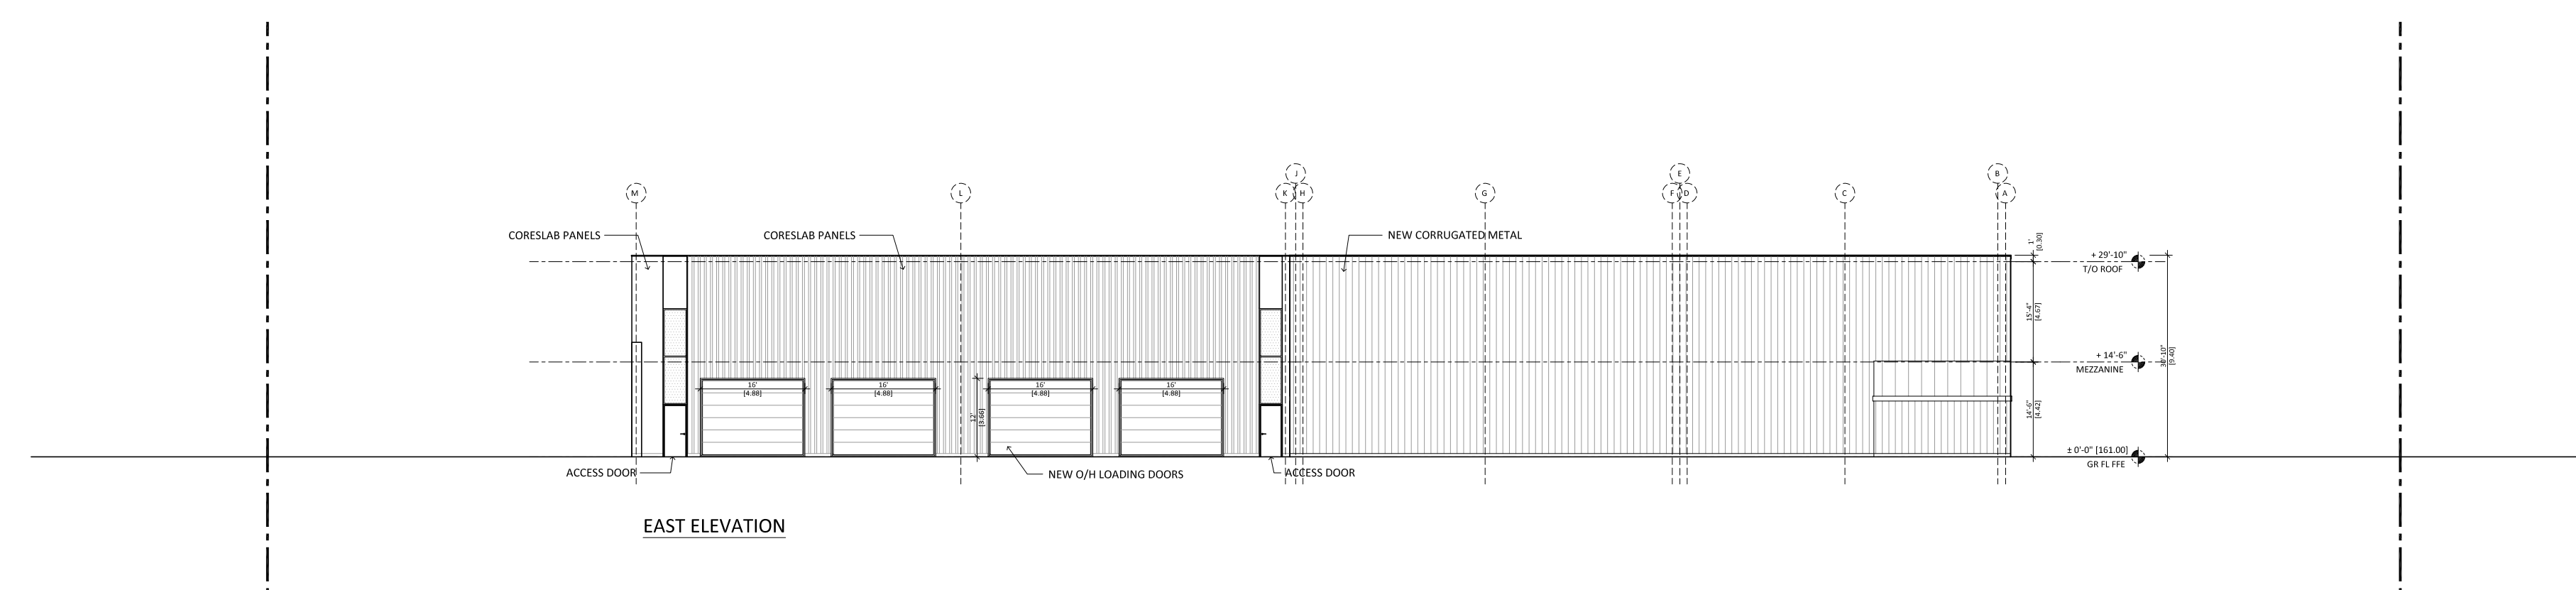 E
B
J
M
L
K
H
G
F
D
C
A
CORESLAB PANELS
CORESLAB PANELS
NEW CORRUGATED METAL
1'
[0.30]
+ 29'-10"
T/O ROOF
15'-4"
[4.67]
30'-10"
[9.40]
+ 14'-6"
MEZZANINE
16'
[4.88]
16'
[4.88]
16'
[4.88]
16'
[4.88]
12'
[3.66]
14'-6"
[4.42]
± 0'-0" [161.00]
GR FL FFE
ACCESS DOOR
NEW O/H LOADING DOORS
ACCESS DOOR
EAST ELEVATION